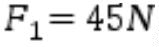 F₁ = 45N